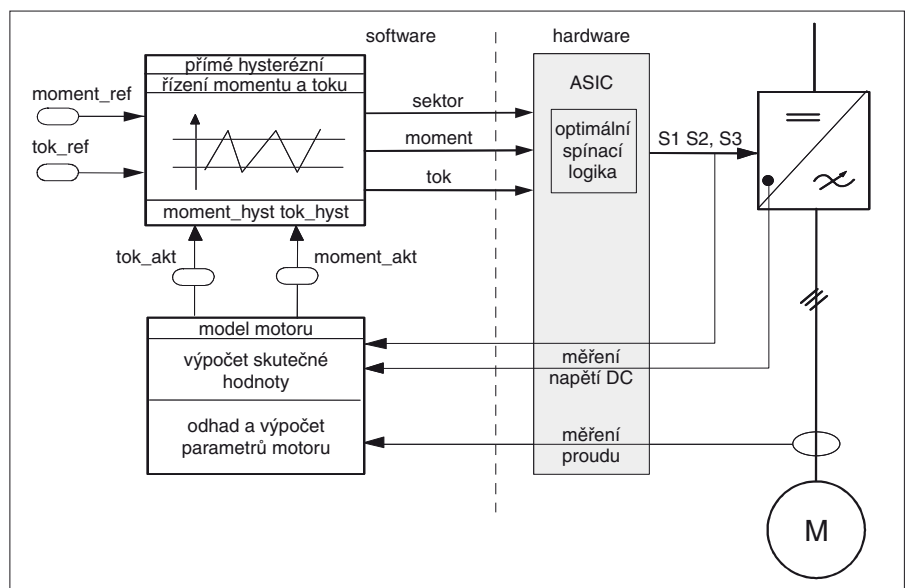 software
hardware
přímé hysterézní
řízení momentu a toku
moment_ref
tok_ref
moment_hyst tok_hyst
sektor
moment
tok
ASIC
optimální
spínací
logika
S1 S2, S3
tok_akt
moment_akt
model motoru
výpočet skutečné
hodnoty
odhad a výpočet
parametrů motoru
měření
napětí DC
měření
proudu
M